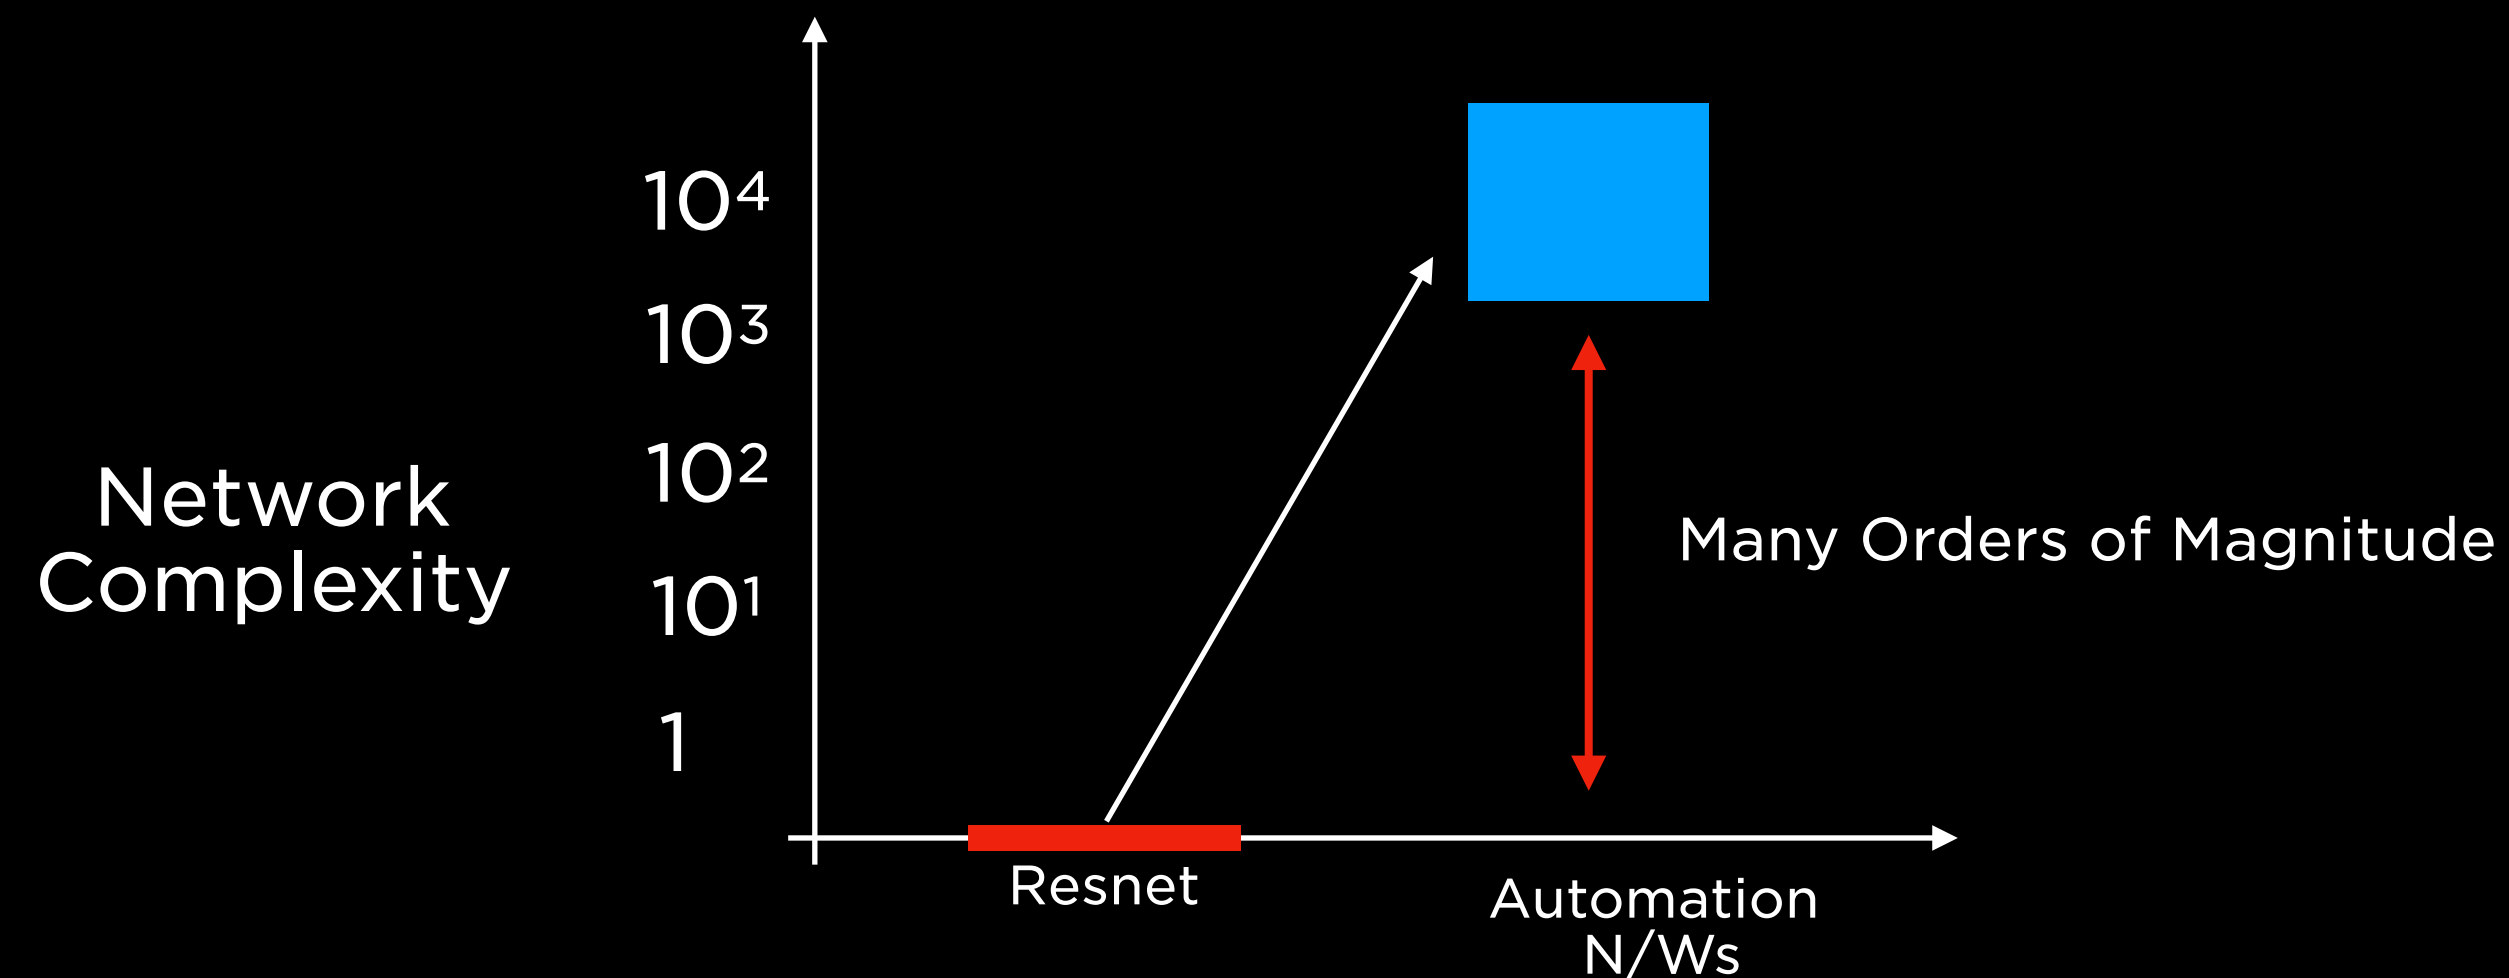 10⁴
10³
10²
10¹
1
Network
Complexity
Many Orders of Magnitude
Resnet
Automation
N/Ws